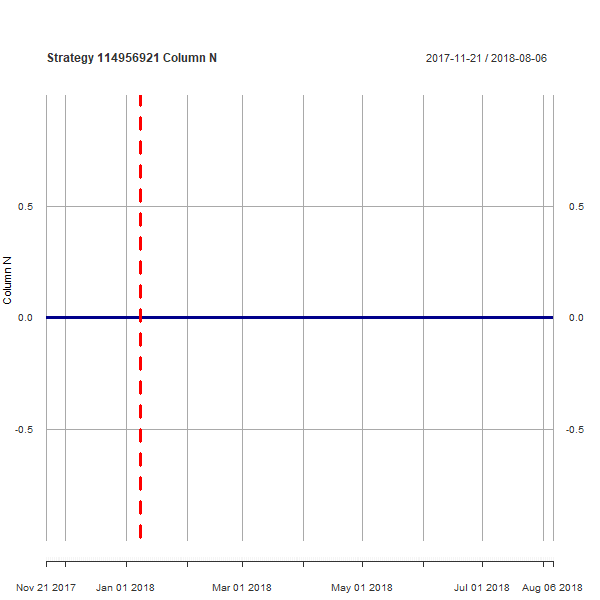 Strategy 114956921 Column N
2017-11-21 / 2018-08-06
0.5
0.5
Column N
0.0
0.0
-0.5
-0.5
Nov 21 2017
Jan 01 2018
Mar 01 2018
May 01 2018
Jul 01 2018
Aug 06 2018